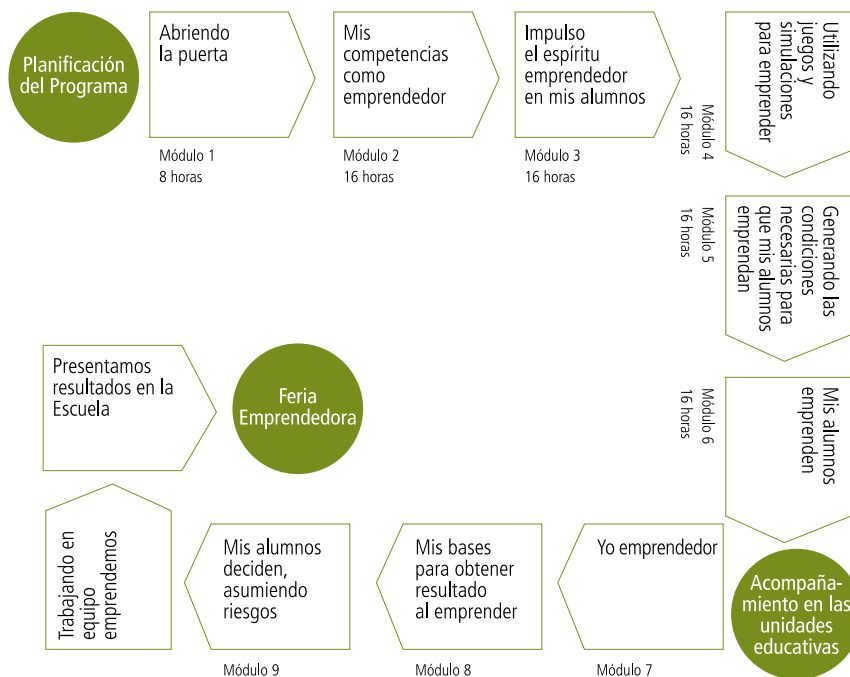 Planificación
del Programa
Abriendo
la puerta
Módulo 1
8 horas
Mis
competencias
como
emprendedor
Módulo 2
16 horas
Impulso
el espíritu
emprendedor
en mis alumnos
Módulo 3
16 horas
Utilizando
juegos y
simulaciones
para emprender
Módulo 4
16 horas
Generando las
condiciones
necesarias para
que mis alumnos
emprendan
Módulo 5
16 horas
Mis alumnos
emprenden
Módulo 6
16 horas
Acompaña-
miento en las
unidades
educativas
Yo emprendedor
Módulo 7
Mis bases
para obtener
resultado
al emprender
Módulo 8
Mis alumnos
deciden,
asumiendo
riesgos
Módulo 9
Trabajando en
equipo
emprendemos
Presentamos
resultados en la
Escuela
Feria
Emprendedora